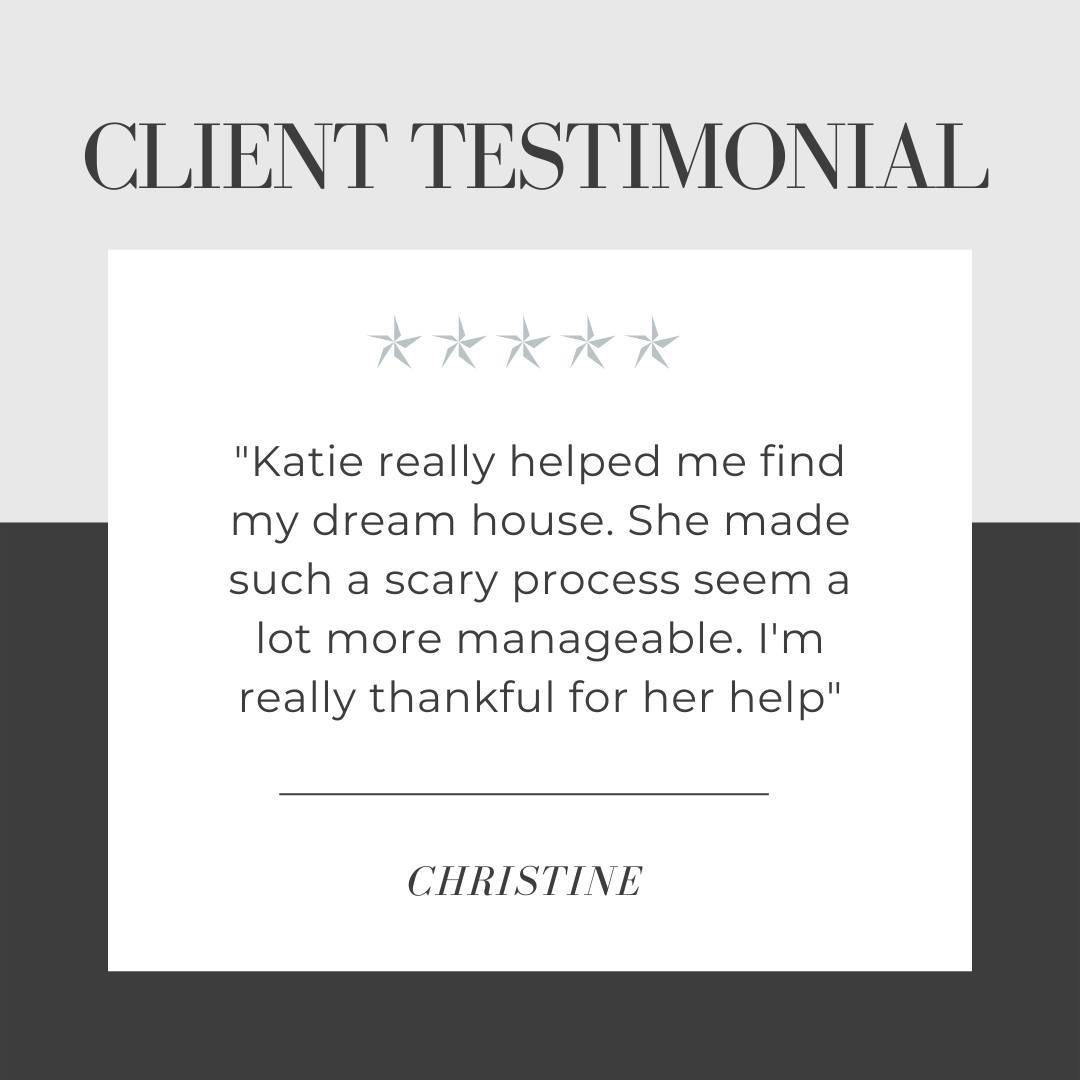 CLIENT TESTIMONIAL
"Katie really helped me find
my dream house. She made
such a scary process seem a
lot more manageable. I'm
really thankful for her help"
CHRISTINE